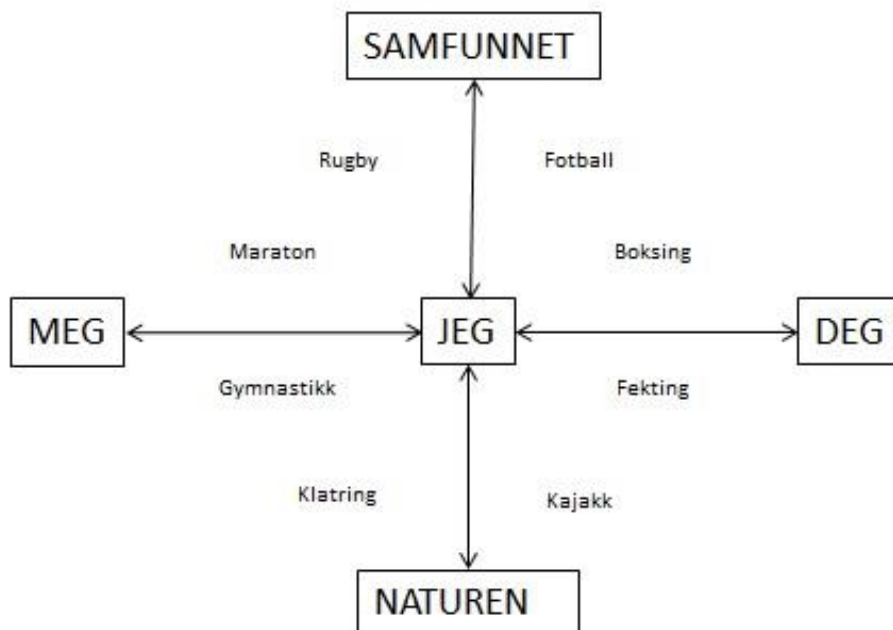 SAMFUNNET
Rugby Fotball
Maraton Boksing
MEG JEG DEG
Gymnastikk Fekting
Klatring Kajakk
NATUREN